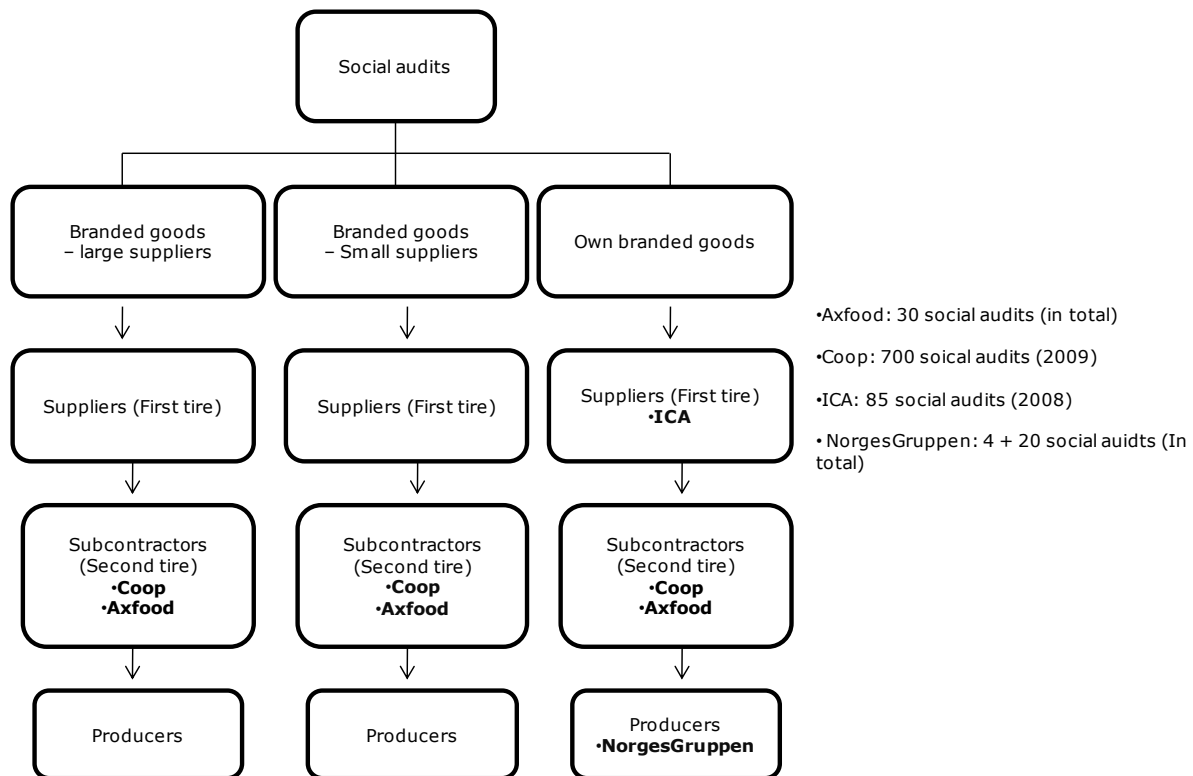 Social audits
Branded goods
– large suppliers
Branded goods
– Small suppliers
Own branded goods
Suppliers (First tire)
Suppliers (First tire)
Suppliers (First tire)
•ICA
Subcontractors
(Second tire)
•Coop
•Axfood
Subcontractors
(Second tire)
•Coop
•Axfood
Subcontractors
(Second tire)
•Coop
•Axfood
Producers
Producers
Producers
•NorgesGruppen
•Axfood: 30 social audits (in total)
•Coop: 700 soical audits (2009)
•ICA: 85 social audits (2008)
• NorgesGruppen: 4 + 20 social auidts (In
total)